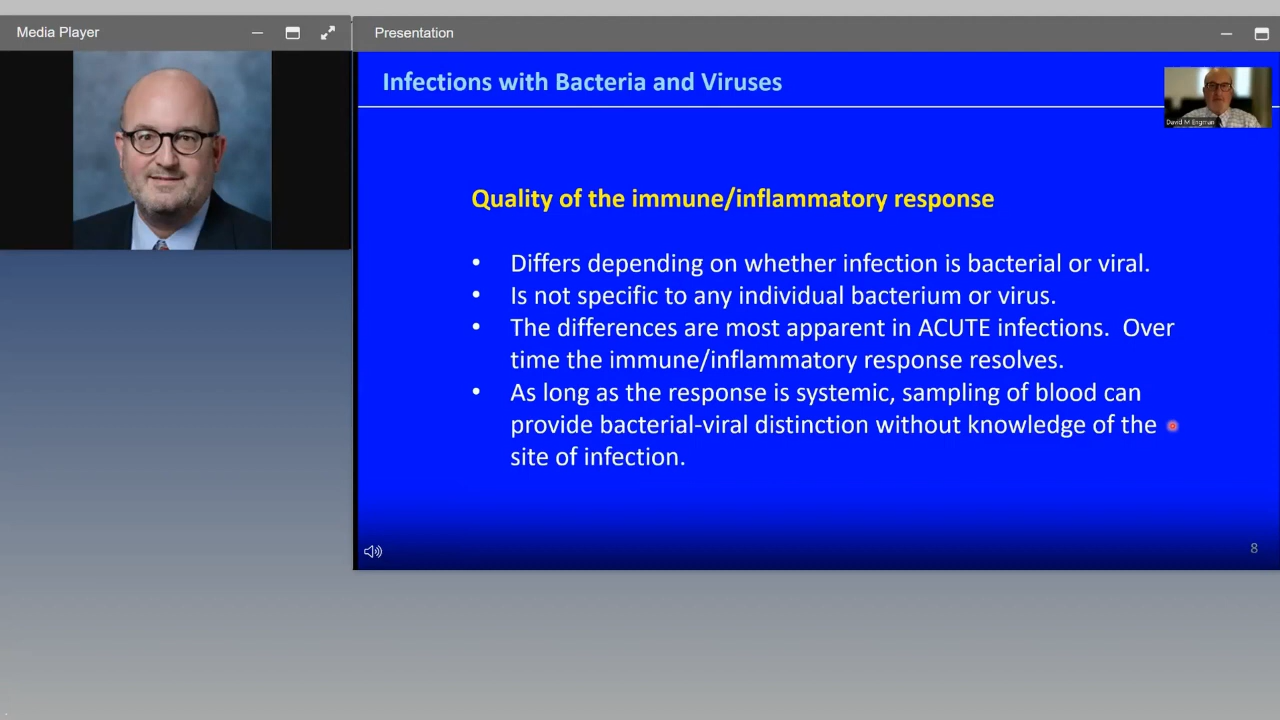 Media Player
Presentation
Infections with Bacteria and Viruses
David M Engman
Quality of the immune/inflammatory response
• Differs depending on whether infection is bacterial or viral.
• Is not specific to any individual bacterium or virus.
• The differences are most apparent in ACUTE infections.  Over
time the immune/inflammatory response resolves.
• As long as the response is systemic, sampling of blood can
provide bacterial-viral distinction without knowledge of the
site of infection.
8